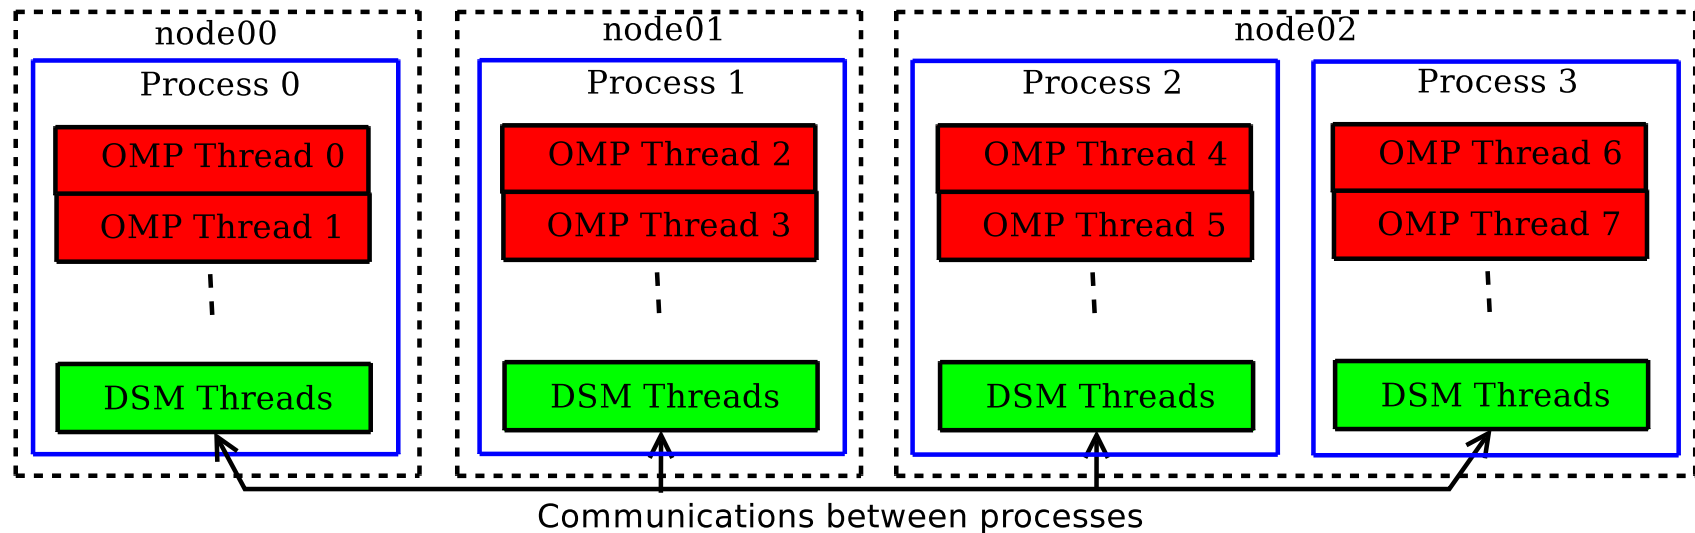 node00
Process 0
OMP Thread 0
OMP Thread 1
DSM Threads
node01
Process 1
OMP Thread 2
OMP Thread 3
DSM Threads
node02
Process 2
OMP Thread 4
OMP Thread 5
DSM Threads
Process 3
OMP Thread 6
OMP Thread 7
DSM Threads
Communications between processes